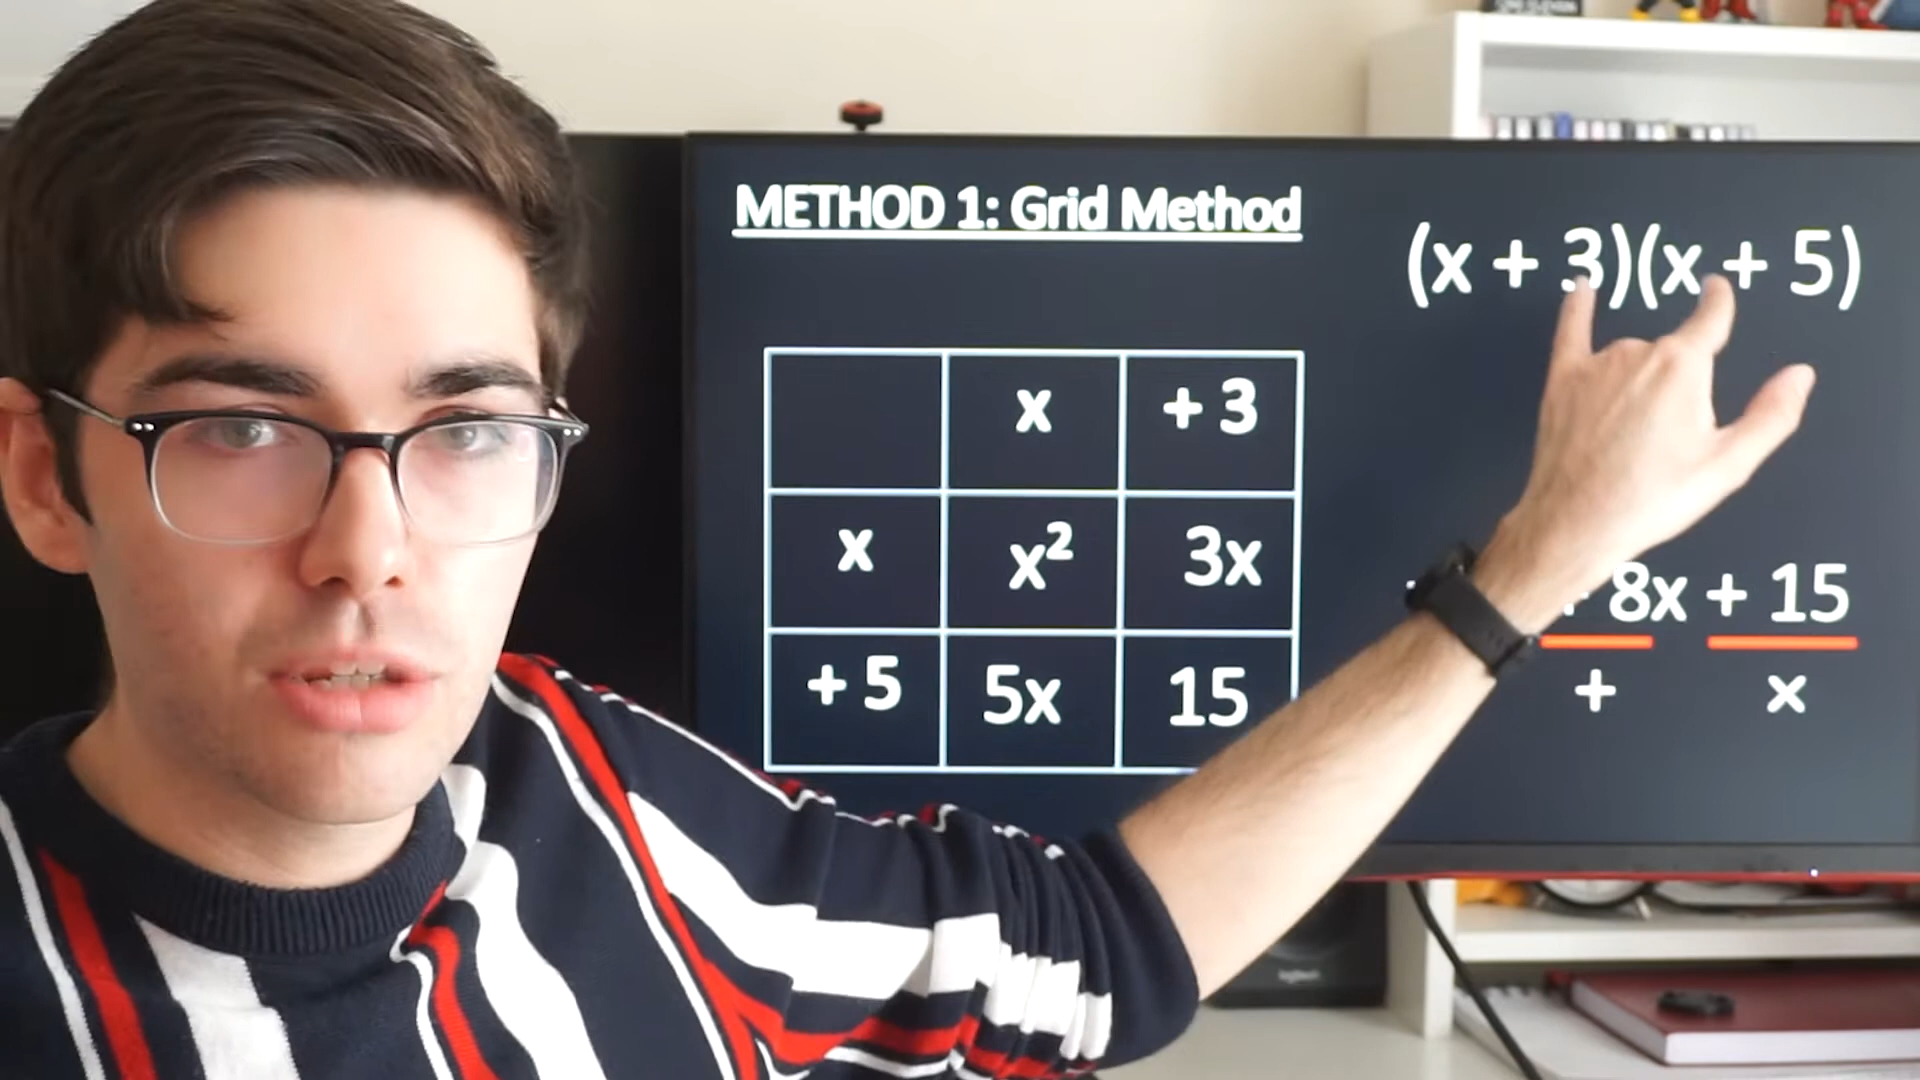 METHOD 1: Grid Method
(x + 3)(x + 5)
x + 3
x x² 3x
+ 5 5x 15
8x + 15
+ x